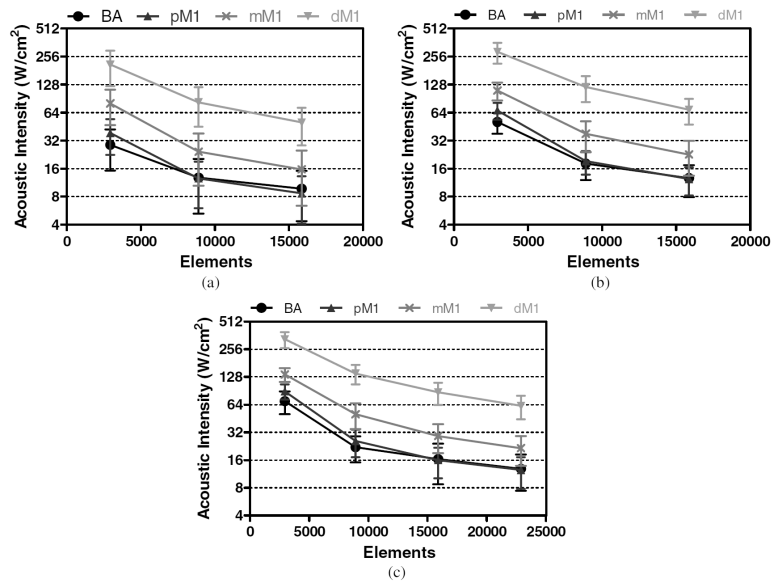 BA pM1 mM1 dM1
Acoustic Intensity (W/cm²)
512
256
128
64
32
16
8
4
0 5000 10000 15000 20000
Elements
(a)
BA pM1 mM1 dM1
Acoustic Intensity (W/cm²)
512
256
128
64
32
16
8
4
0 5000 10000 15000 20000
Elements
(b)
BA pM1 mM1 dM1
Acoustic Intensity (W/cm²)
512
256
128
64
32
16
8
4
0 5000 10000 15000 20000 25000
Elements
(c)